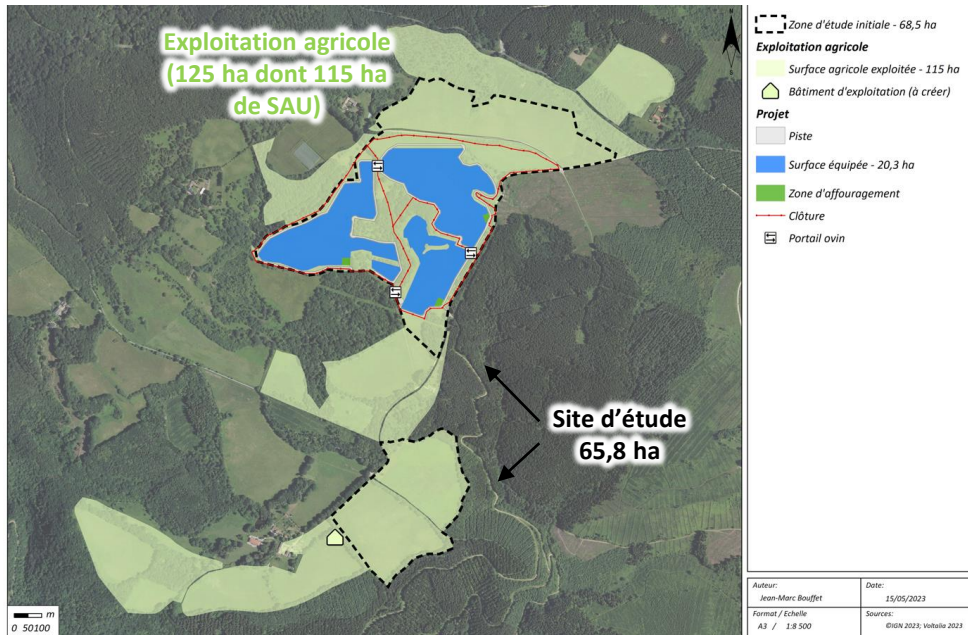 Exploitation agricole
(125 ha dont 115 ha
de SAU)
Site d'étude
65,8 ha
m
0 50100
N
Zone d'étude initiale - 68,5 ha
Exploitation agricole
Surface agricole exploitée - 115 ha
Bâtiment d'exploitation (à créer)
Projet
Piste
Surface équipée - 20,3 ha
Zone d'affouragement
Clôture
Portail ovin
Auteur:
Jean-Marc Bouffet
Date:
15/05/2023
Format / Echelle
A3 / 1:8 500
Sources:
©IGN 2023; Voltalia 2023